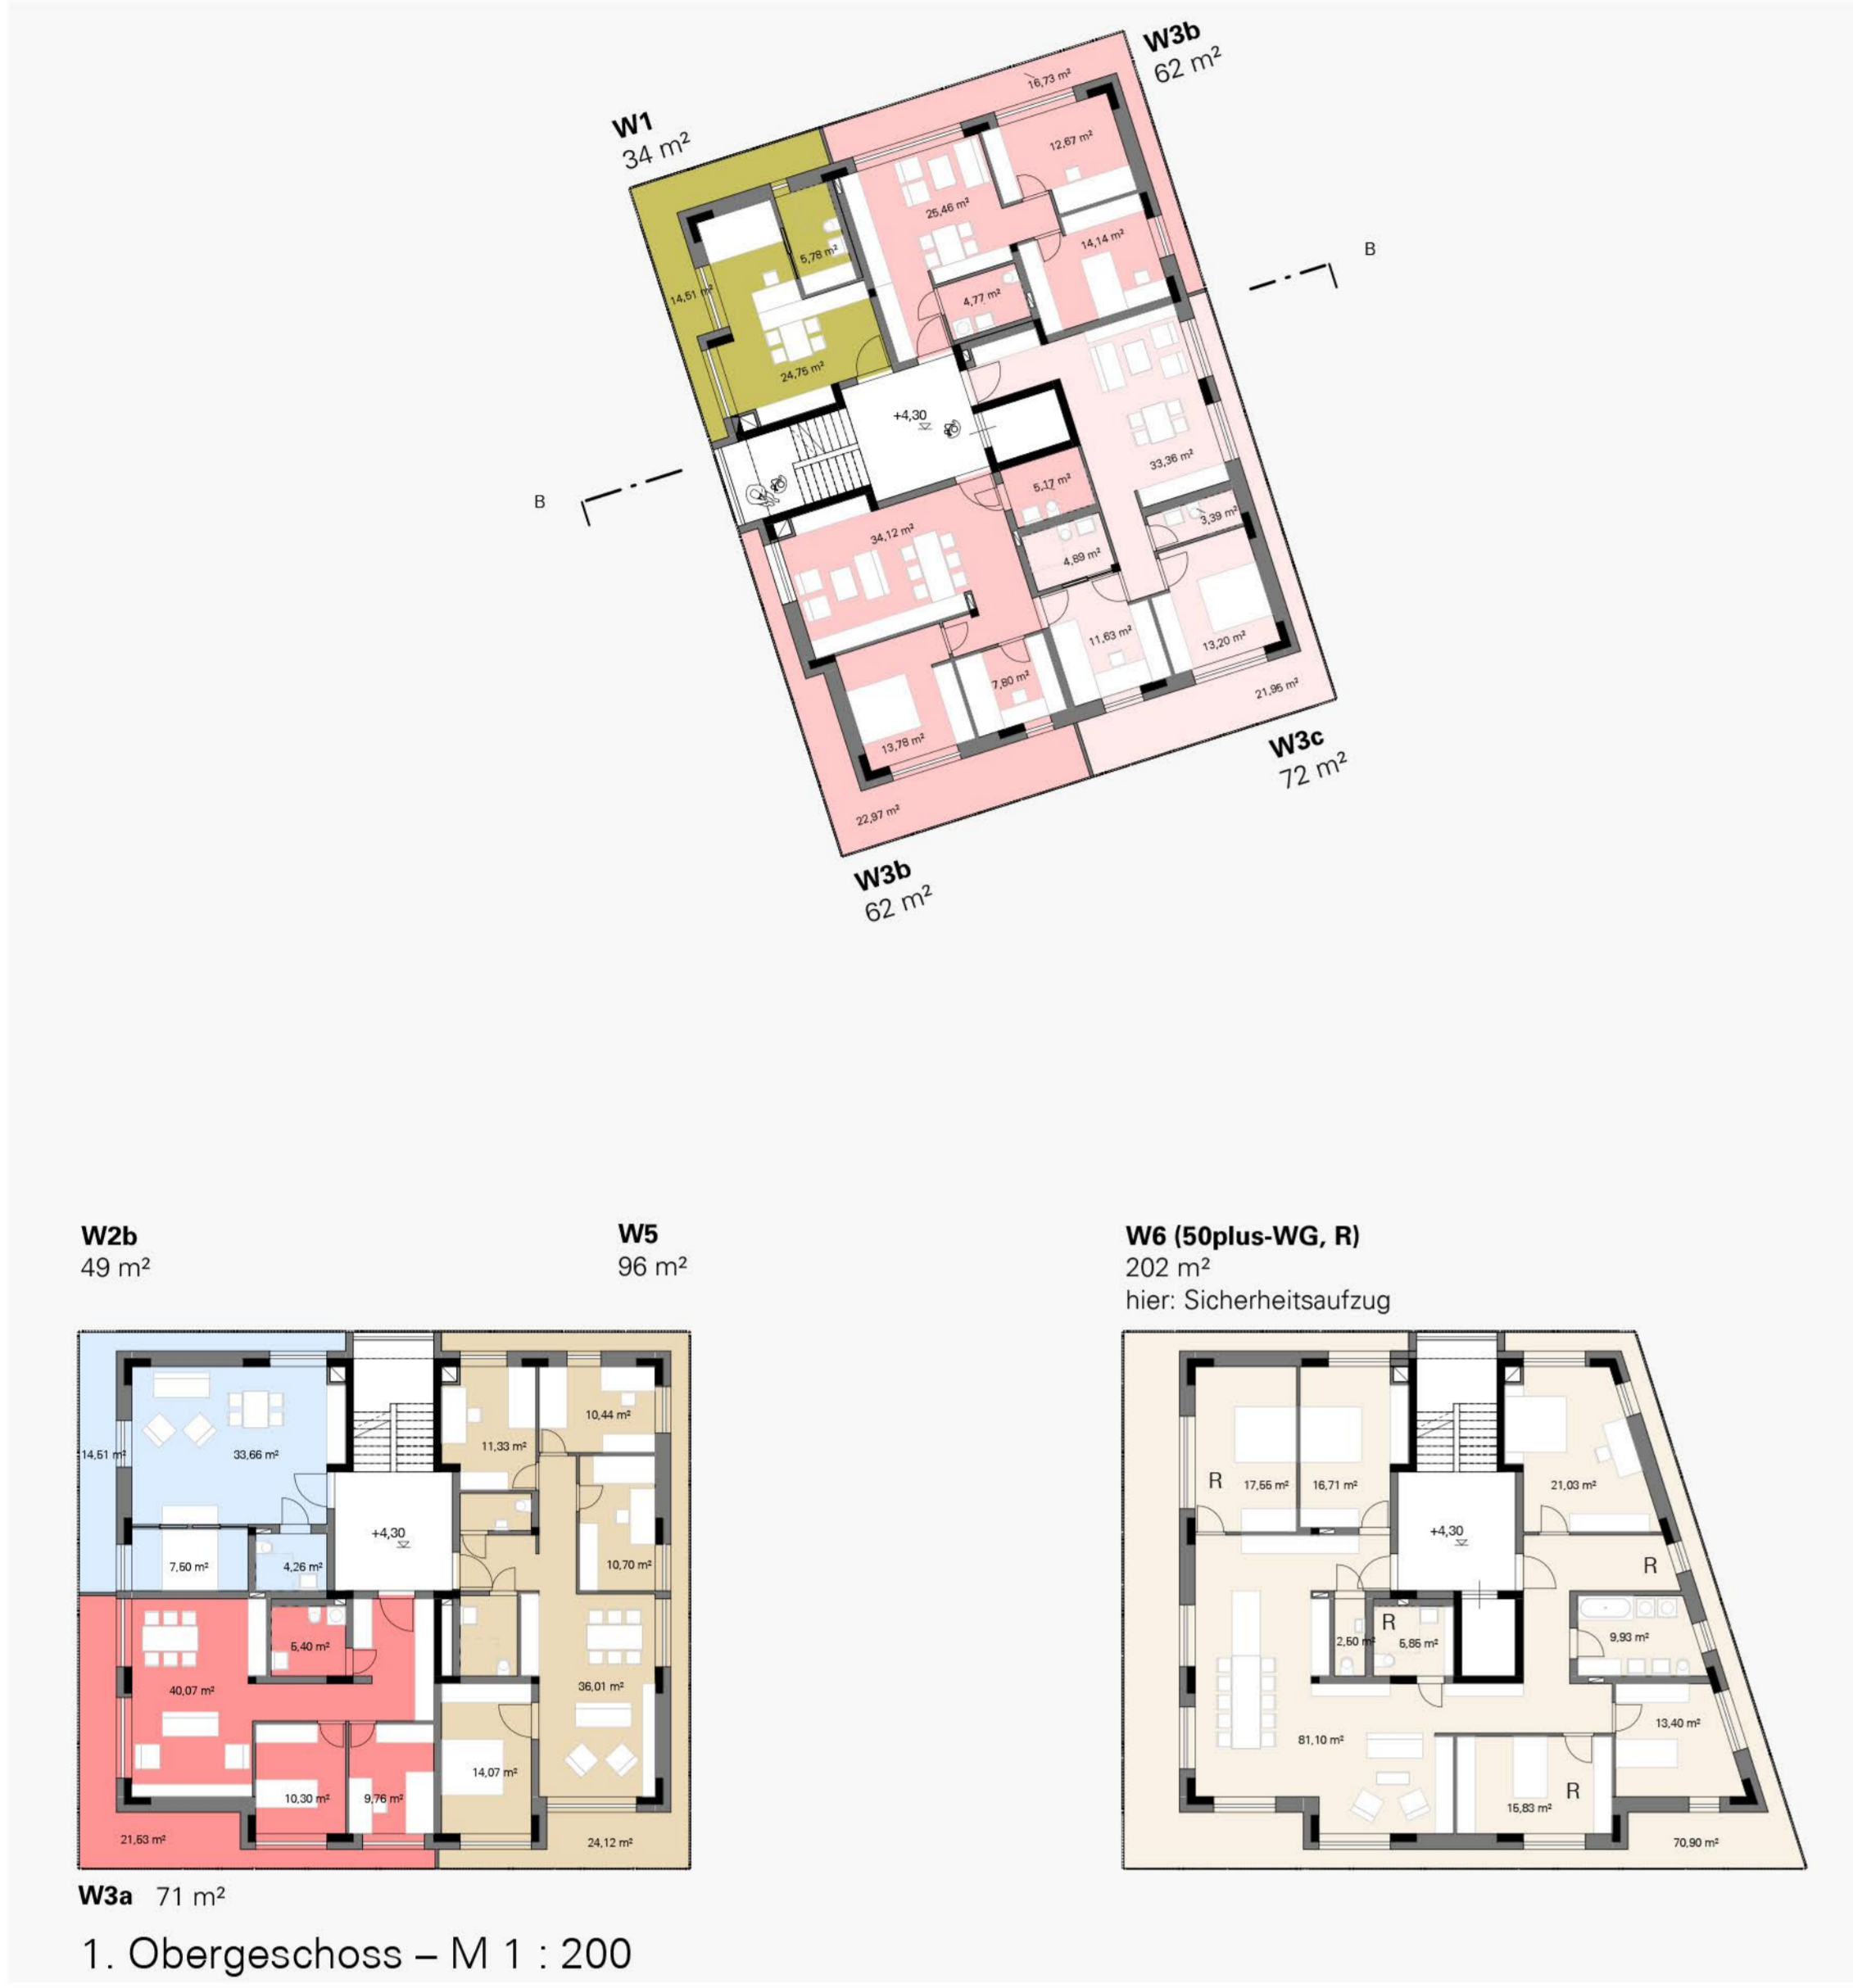 W3b
62 m²
16,73 m²
W1
34 m²
12,67 m²
25,46 m²
14,14 m²
5,78 m²
B
14,51 m²
4,77 m²
24,75 m²
+4,30
33,36 m²
5,17 m²
B
3,39 m²
34,12 m²
4,89 m²
11,63 m²
13,20 m²
7,80 m²
21,95 m²
13,78 m²
W3c
72 m²
22,97 m²
W3b
62 m²
W2b
49 m²
W5
96 m²
W6 (50plus-WG, R)
202 m²
hier: Sicherheitsaufzug
10,44 m²
11,33 m²
14,51 m²
33,66 m²
+4,30
7,60 m²
4,26 m²
10,70 m²
5,40 m²
40,07 m²
36,01 m²
14,07 m²
10,30 m²
9,76 m²
21,53 m²
24,12 m²
R
17,55 m²
16,71 m²
21,03 m²
+4,30
R
R
2,50 m²
5,85 m²
9,93 m²
13,40 m²
81,10 m²
R
15,83 m²
70,90 m²
W3a 71 m²
1. Obergeschoss – M 1 : 200